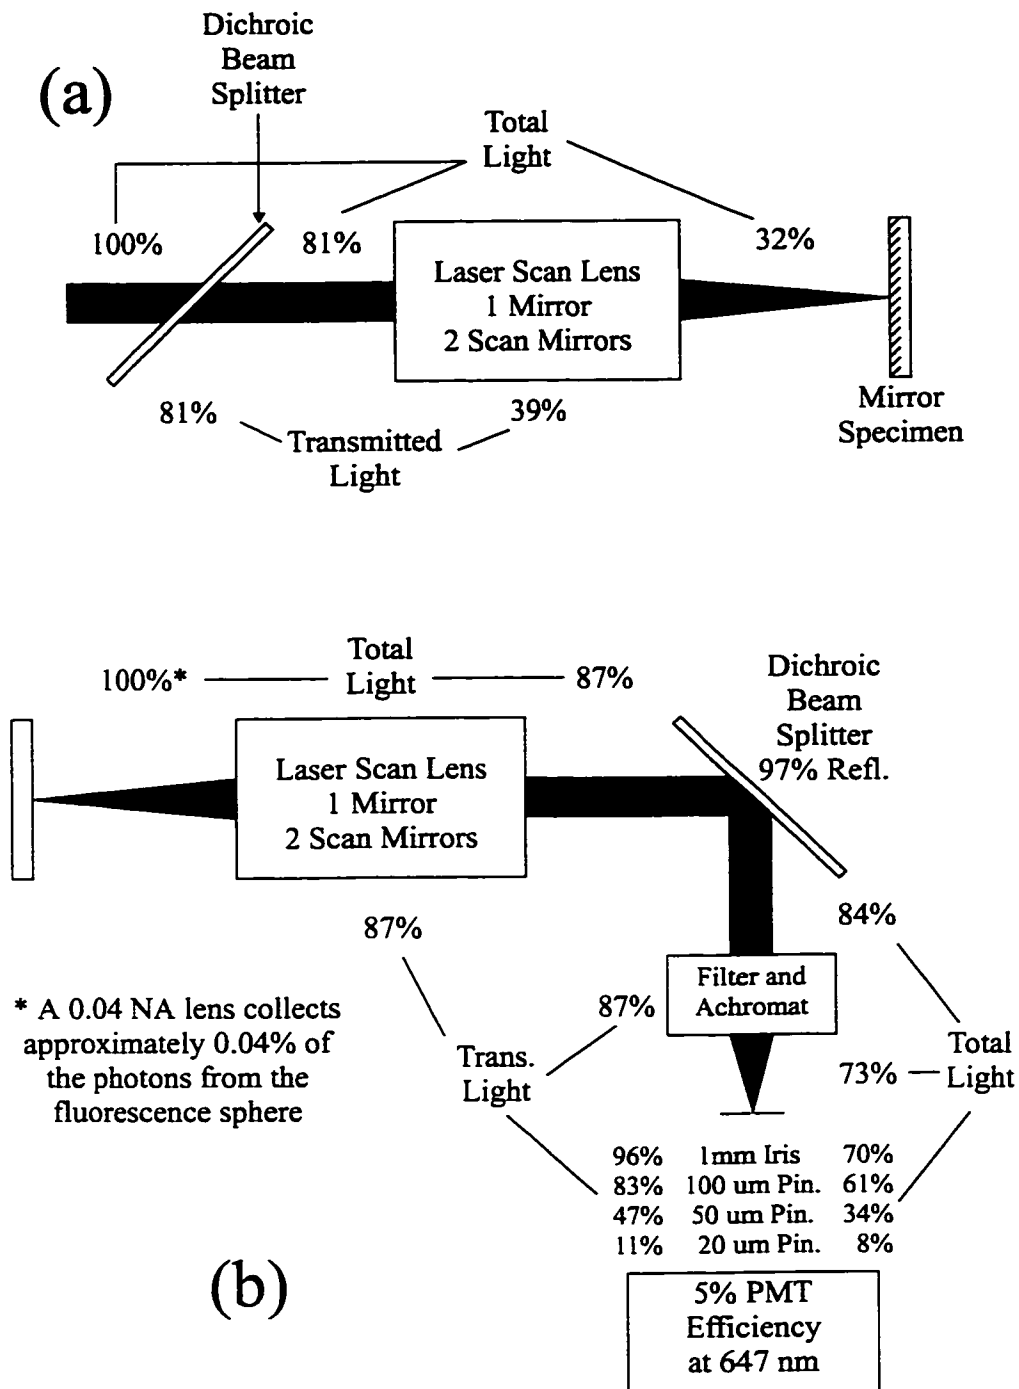 (a)
Dichroic
Beam
Splitter
Total
Light
100%
81%
32%
Laser Scan Lens
1 Mirror
2 Scan Mirrors
81%
39%
Transmitted
Light
Mirror
Specimen
100%*
Total
Light
87%
Dichroic
Beam
Splitter
97% Refl.
Laser Scan Lens
1 Mirror
2 Scan Mirrors
87%
84%
Filter and
Achromat
87%
* A 0.04 NA lens collects
approximately 0.04% of
the photons from the
fluorescence sphere
Trans.
Light
73%
Total
Light
96% 1mm Iris 70%
83% 100 um Pin. 61%
47% 50 um Pin. 34%
11% 20 um Pin. 8%
(b)
5% PMT
Efficiency
at 647 nm